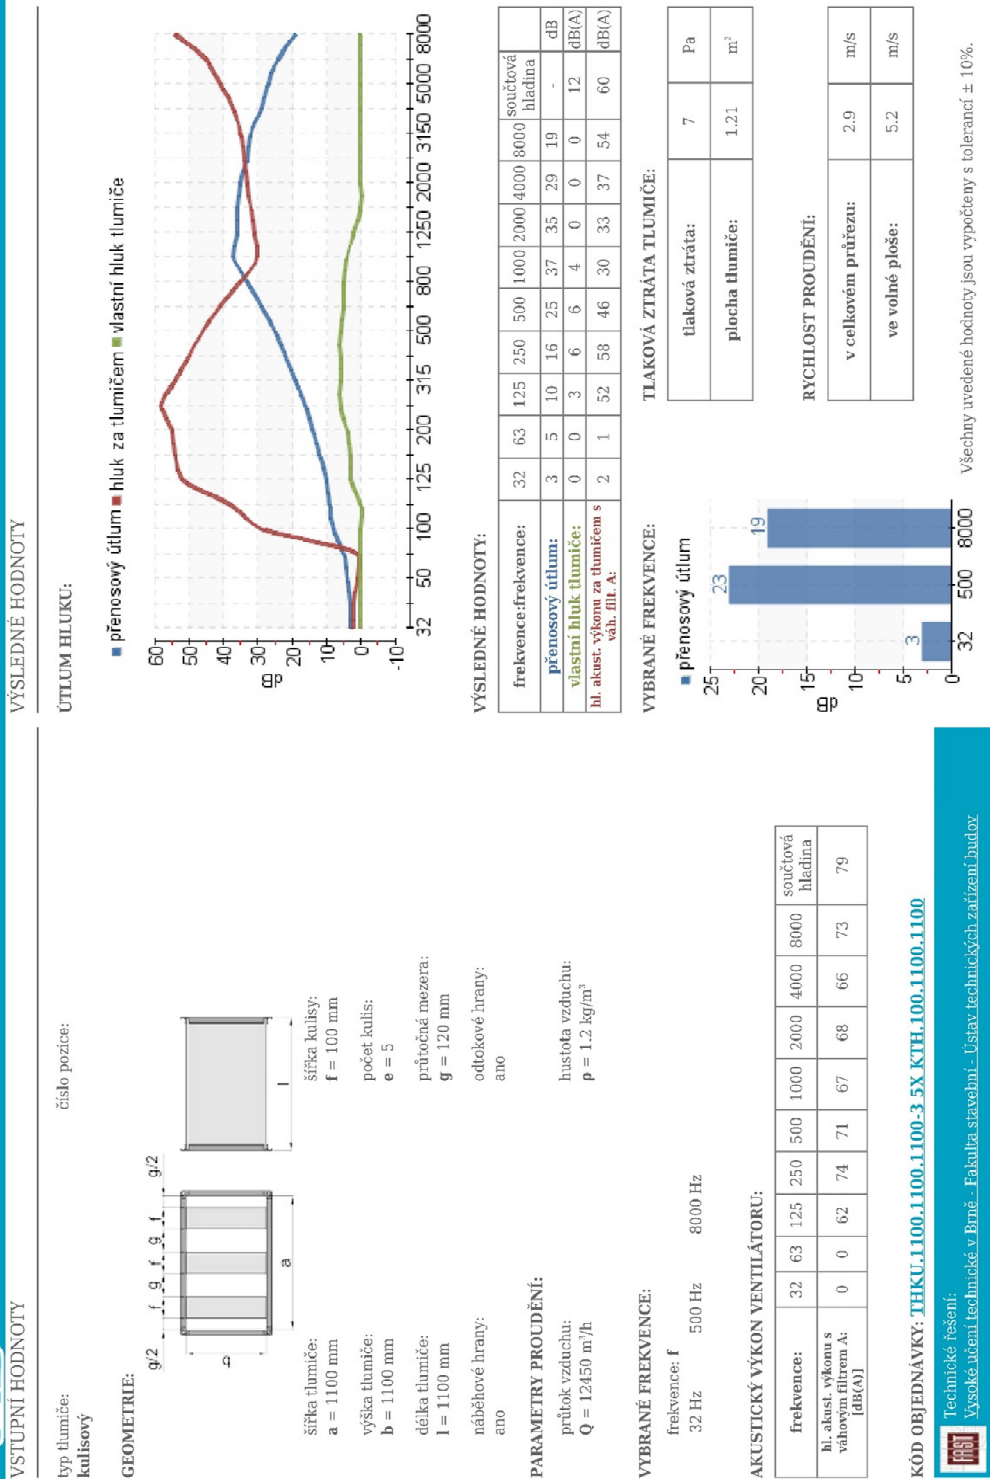 VSTUPNÍ HODNOTY
typ tlumiče:
kulisový
číslo pozice:
GEOMETRIE:
g/2 f g f g f g/2
b
a
l
šířka tlumiče:
a = 1100 mm
šířka kulisy:
f = 100 mm
výška tlumiče:
b = 1100 mm
počet kulis:
e = 5
délka tlumiče:
l = 1100 mm
průtočná mezera:
g = 120 mm
náběhové hrany:
ano
odtokové hrany:
ano
PARAMETRY PROUDĚNÍ:
průtok vzduchu:
Q = 12450 m³/h
hustota vzduchu:
ρ = 1.2 kg/m³
VYBRANÉ FREKVENCE:
frekvence: f
32 Hz 500 Hz 8000 Hz
AKUSTICKÝ VÝKON VENTILÁTORU:
frekvence: 32 63 125 250 500 1000 2000 4000 8000 součtová hladina
hl. akust. výkonu s váhovým filtrem A: [dB(A)] 0 0 62 74 71 67 68 66 73 79
KÓD OBJEDNÁVKY: THKU.1100.1100.1100-3 5X KTH.100.1100.1100
FAST
Technické řešení:
Vysoké učení technické v Brně - Fakulta stavební - Ústav technických zařízení budov
VÝSLEDNÉ HODNOTY
ÚTLUM HLUKU:
přenosový útlum hluk za tlumičem vlastní hluk tlumiče
60
50
40
30
20
10
0
-10
dB
32 50 100 125 200 315 500 800 1250 2000 3150 5000 8000
VÝSLEDNÉ HODNOTY:
frekvence:frekvence: 32 63 125 250 500 1000 2000 4000 8000 součtová hladina
přenosový útlum: 3 5 10 16 25 37 35 29 19 - dB
vlastní hluk tlumiče: 0 0 3 6 6 4 0 0 0 12 dB(A)
hl. akust. výkonu za tlumičem s váh. filt. A: 2 1 52 58 46 30 33 37 54 60 dB(A)
VYBRANÉ FREKVENCE:
přenosový útlum
25
20
15
10
5
0
dB
3 23 19
32 500 8000
TLAKOVÁ ZTRÁTA TLUMIČE:
tlaková ztráta: 7 Pa
plocha tlumiče: 1.21 m²
RYCHLOST PROUDĚNÍ:
v celkovém průřezu: 2.9 m/s
ve volné ploše: 5.2 m/s
Všechny uvedené hodnoty jsou vypočteny s tolerancí ± 10%.